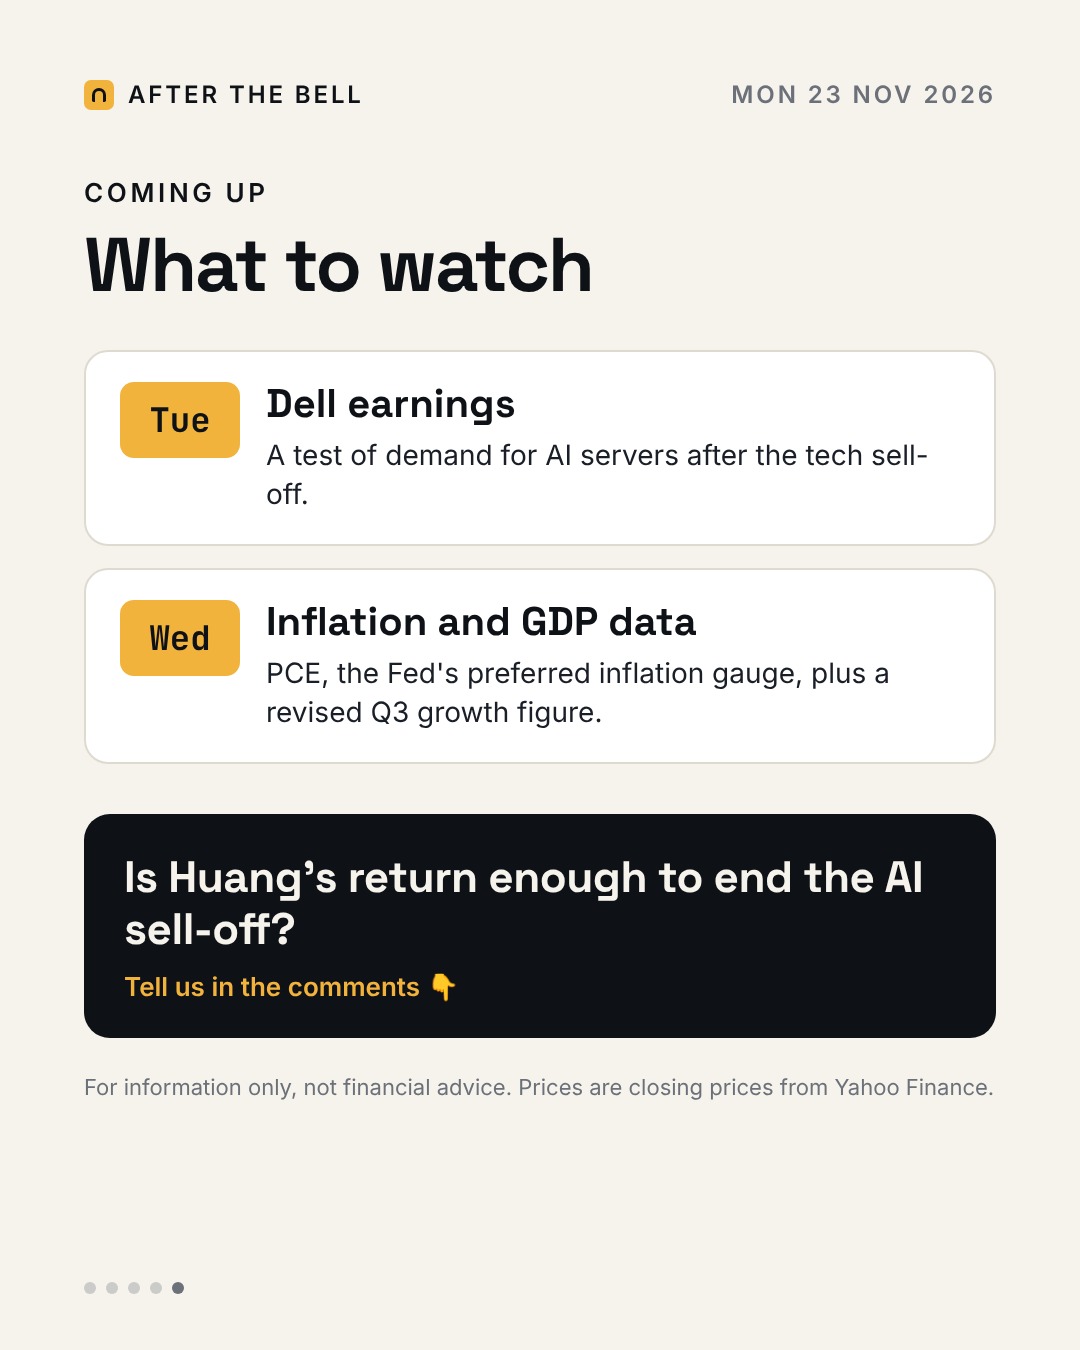 AFTER THE BELL
MON 23 NOV 2026
COMING UP
What to watch
Tue
Dell earnings
A test of demand for AI servers after the tech sell-
off.
Wed
Inflation and GDP data
PCE, the Fed's preferred inflation gauge, plus a
revised Q3 growth figure.
Is Huang’s return enough to end the AI
sell-off?
Tell us in the comments 👇
For information only, not financial advice. Prices are closing prices from Yahoo Finance.